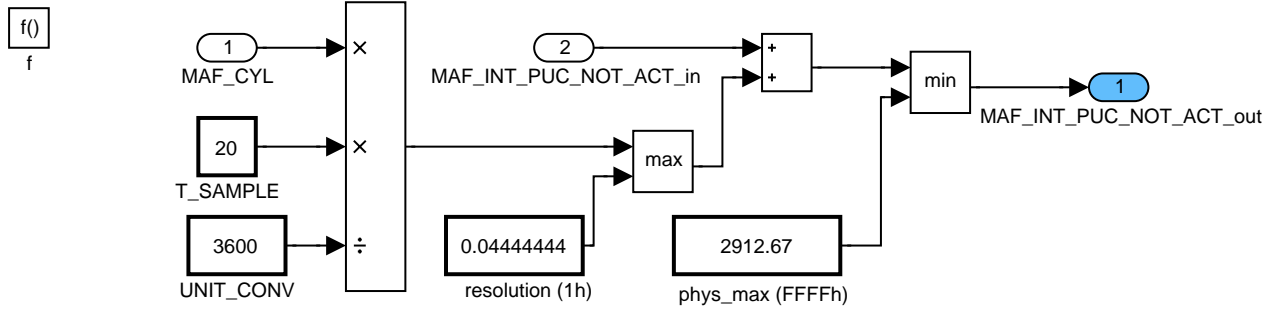 f()
f
1
MAF_CYL
×
2
MAF_INT_PUC_NOT_ACT_in
+
+
min
1
MAF_INT_PUC_NOT_ACT_out
20
T_SAMPLE
×
max
3600
UNIT_CONV
÷
0.04444444
resolution (1h)
2912.67
phys_max (FFFFh)